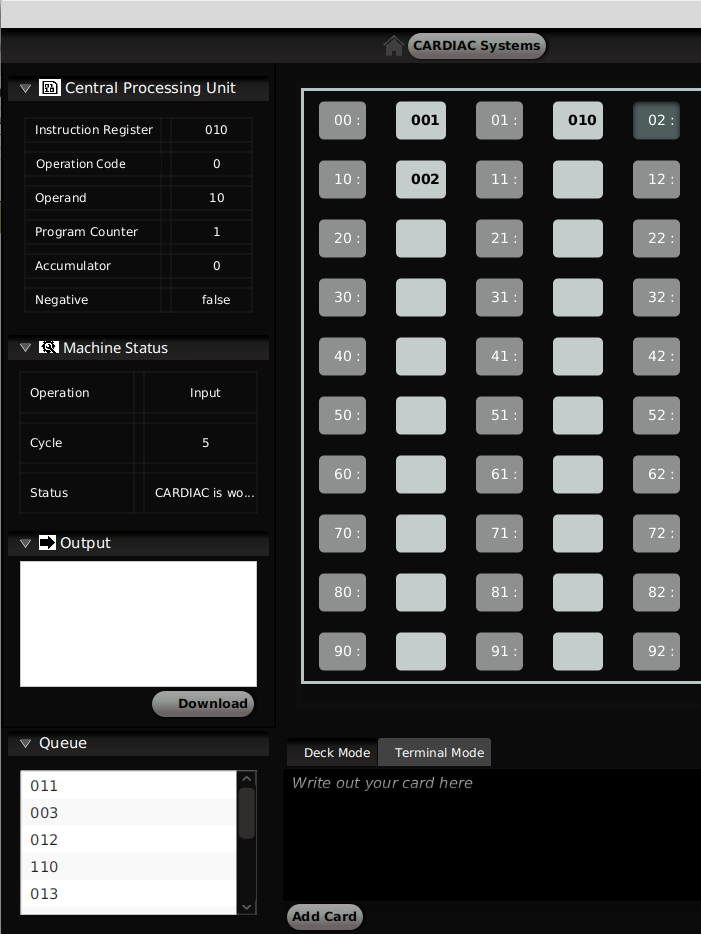 CARDIAC Systems
Central Processing Unit
Instruction Register 010
Operation Code 0
Operand 10
Program Counter 1
Accumulator 0
Negative false
Machine Status
Operation Input
Cycle 5
Status CARDIAC is wo...
Output
Download
Queue
011
003
012
110
013
00 : 001 01 : 010 02 :
10 : 002 11 : 12 :
20 : 21 : 22 :
30 : 31 : 32 :
40 : 41 : 42 :
50 : 51 : 52 :
60 : 61 : 62 :
70 : 71 : 72 :
80 : 81 : 82 :
90 : 91 : 92 :
Deck Mode Terminal Mode
Write out your card here
Add Card